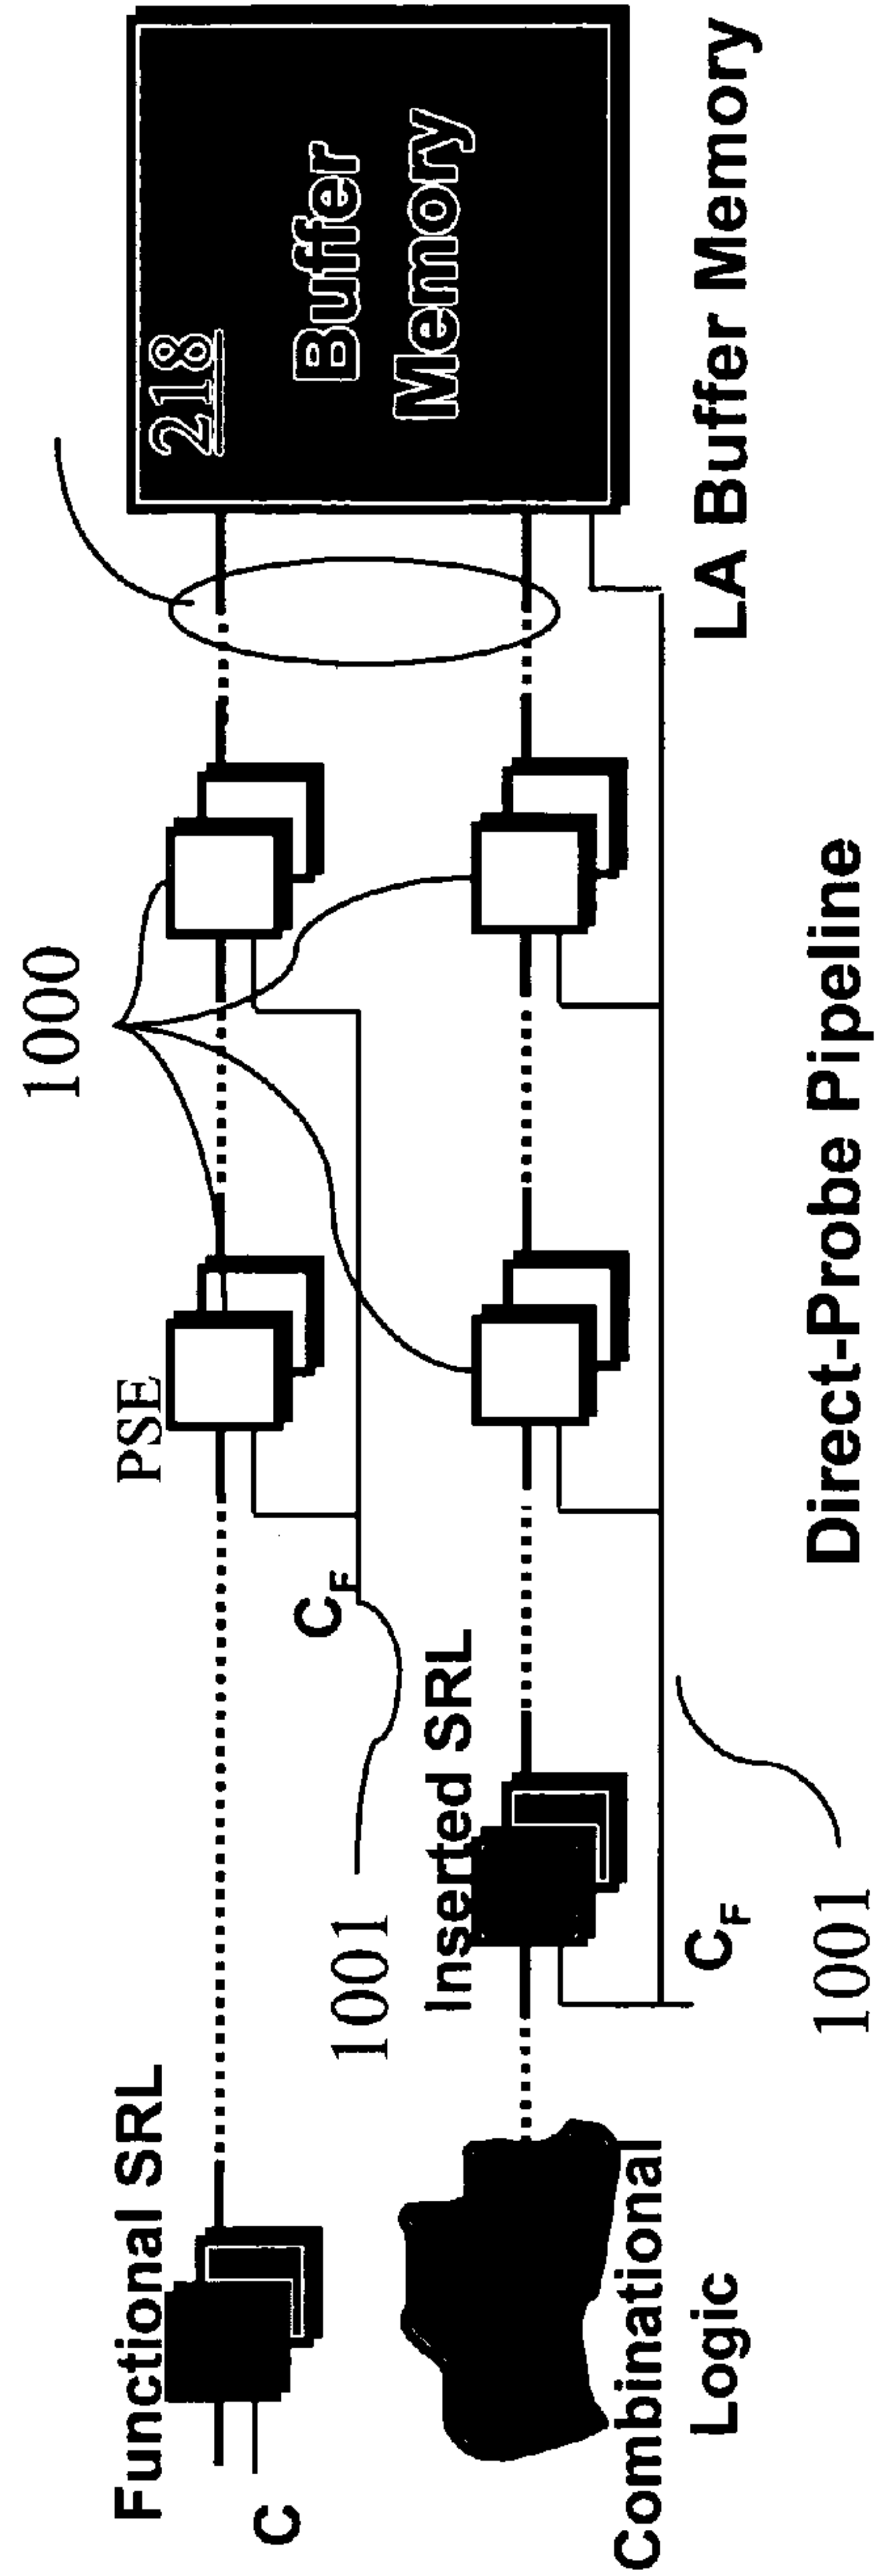 1000
218
Buffer
Memory
PSE
Functional SRL
C
C_F
1001
Inserted SRL
Combinational
Logic
C_F
LA Buffer Memory
1001
Direct-Probe Pipeline